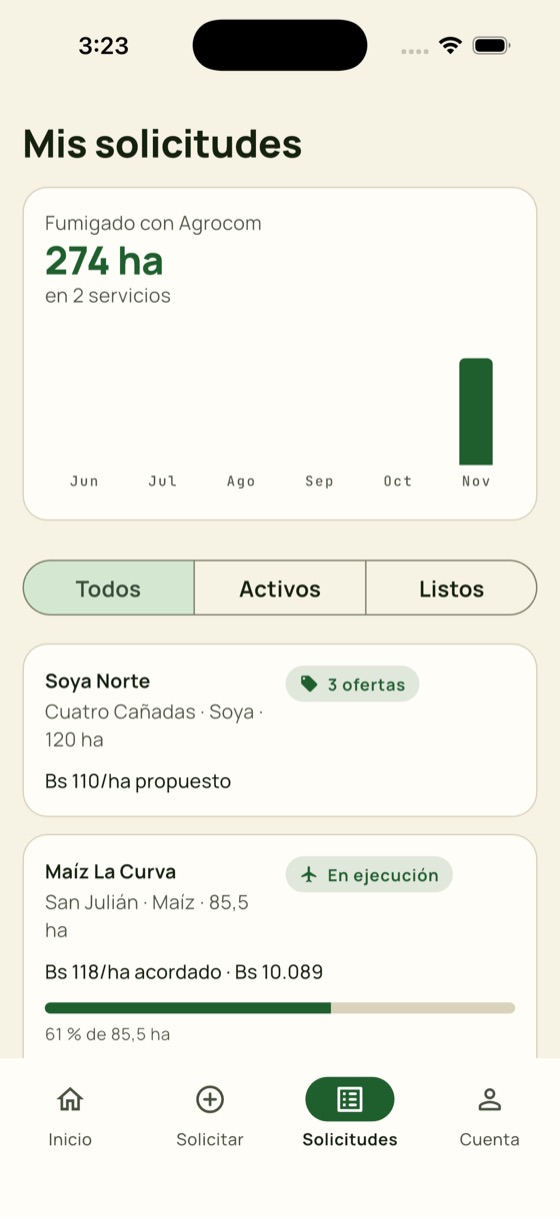 3:23
Mis solicitudes
Fumigado con Agrocom
274 ha
en 2 servicios
Jun Jul Ago Sep Oct Nov
Todos Activos Listos
Soya Norte
3 ofertas
Cuatro Cañadas · Soya ·
120 ha
Bs 110/ha propuesto
Maíz La Curva
En ejecución
San Julián · Maíz · 85,5
ha
Bs 118/ha acordado · Bs 10.089
61 % de 85,5 ha
Inicio Solicitar Solicitudes Cuenta